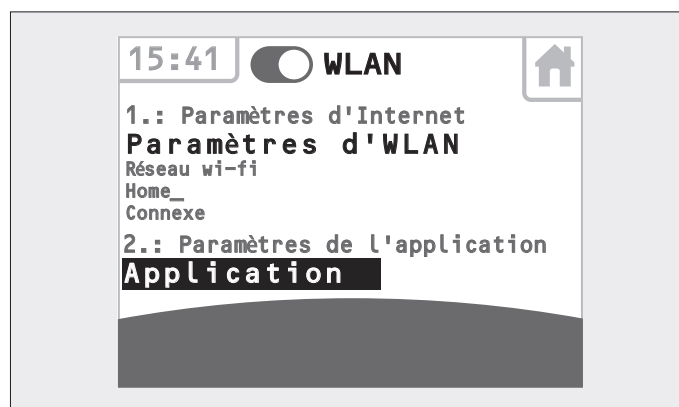 15:41 WLAN
1.: Paramètres d'Internet
Paramètres d'WLAN
Réseau wi-fi
Home_
Connexe
2.: Paramètres de l'application
Application